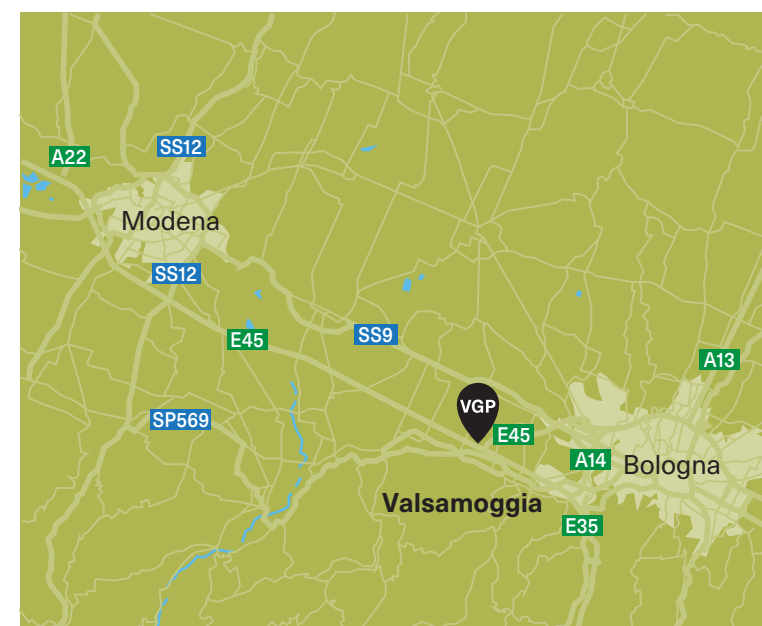 SS12
A22
Modena
SS12
SS9
E45
A13
VGP
SP569
E45
A14
Bologna
Valsamoggia
E35